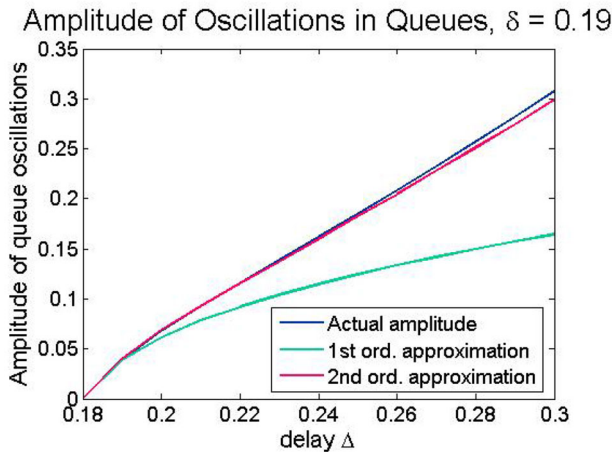 Amplitude of Oscillations in Queues, δ = 0.19
Amplitude of queue oscillations
0.35
0.3
0.25
0.2
0.15
0.1
0.05
0
0.18 0.2 0.22 0.24 0.26 0.28 0.3
delay Δ
Actual amplitude
1st ord. approximation
2nd ord. approximation